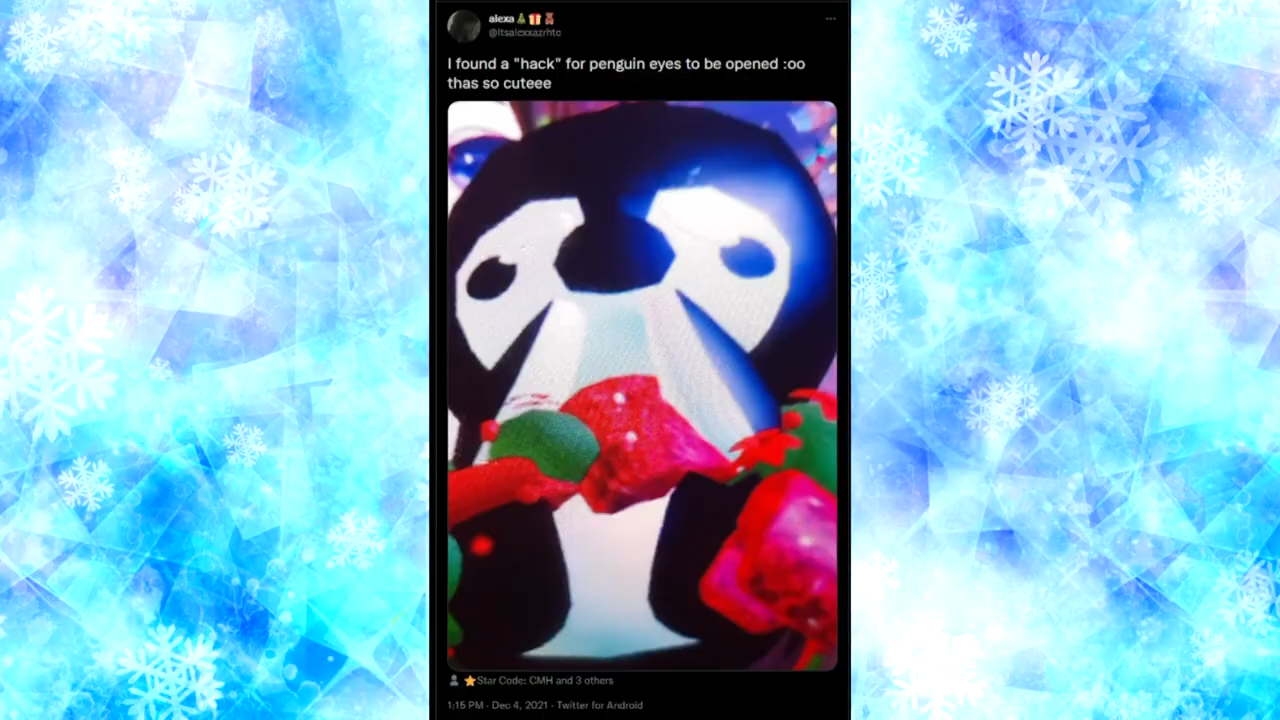 alexa🎄🎁🧸
@itsalexxazrhtc
I found a "hack" for penguin eyes to be opened :oo
thas so cuteee
⭐Star Code: CMH and 3 others
1:15 PM · Dec 4, 2021 · Twitter for Android